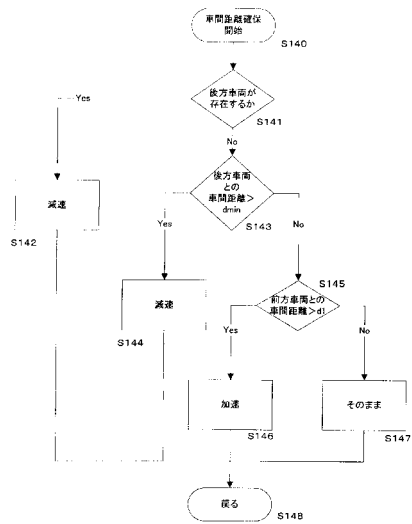 車間距離確保
開始
S140
後方車両が
存在するか
S141
Yes
No
後方車両
との
車間距離>
dmin
S143
減速
S142
Yes
No
減速
S144
S145
前方車両との
車間距離>d1
Yes
No
加速
S146
そのまま
S147
戻る
S148